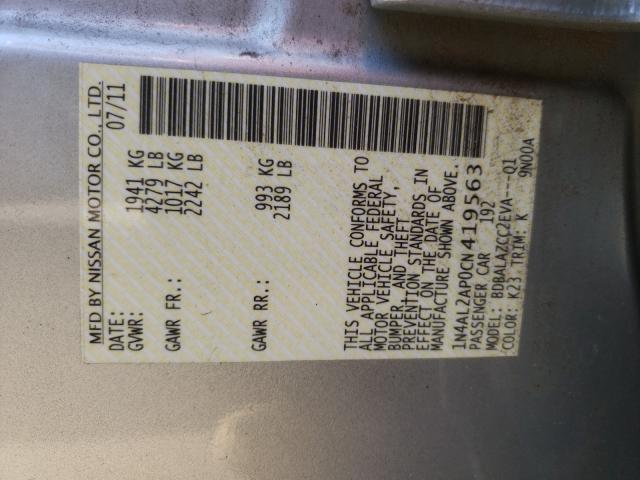 MFD BY NISSAN MOTOR CO., LTD.
DATE: 07/11
GVWR: 1941 KG
4279 LB
GAWR FR.: 1017 KG
2242 LB
GAWR RR.: 993 KG
2189 LB
THIS VEHICLE CONFORMS TO
ALL APPLICABLE FEDERAL
MOTOR VEHICLE SAFETY,
BUMPER, AND THEFT
PREVENTION STANDARDS IN
EFFECT ON THE DATE OF
MANUFACTURE SHOWN ABOVE.
1N4AL2AP0CN419563
PASSENGER CAR 192
MODEL: BDBALAZCC2EVA---Q1
COLOR: K23 TRIM: K 9N00A